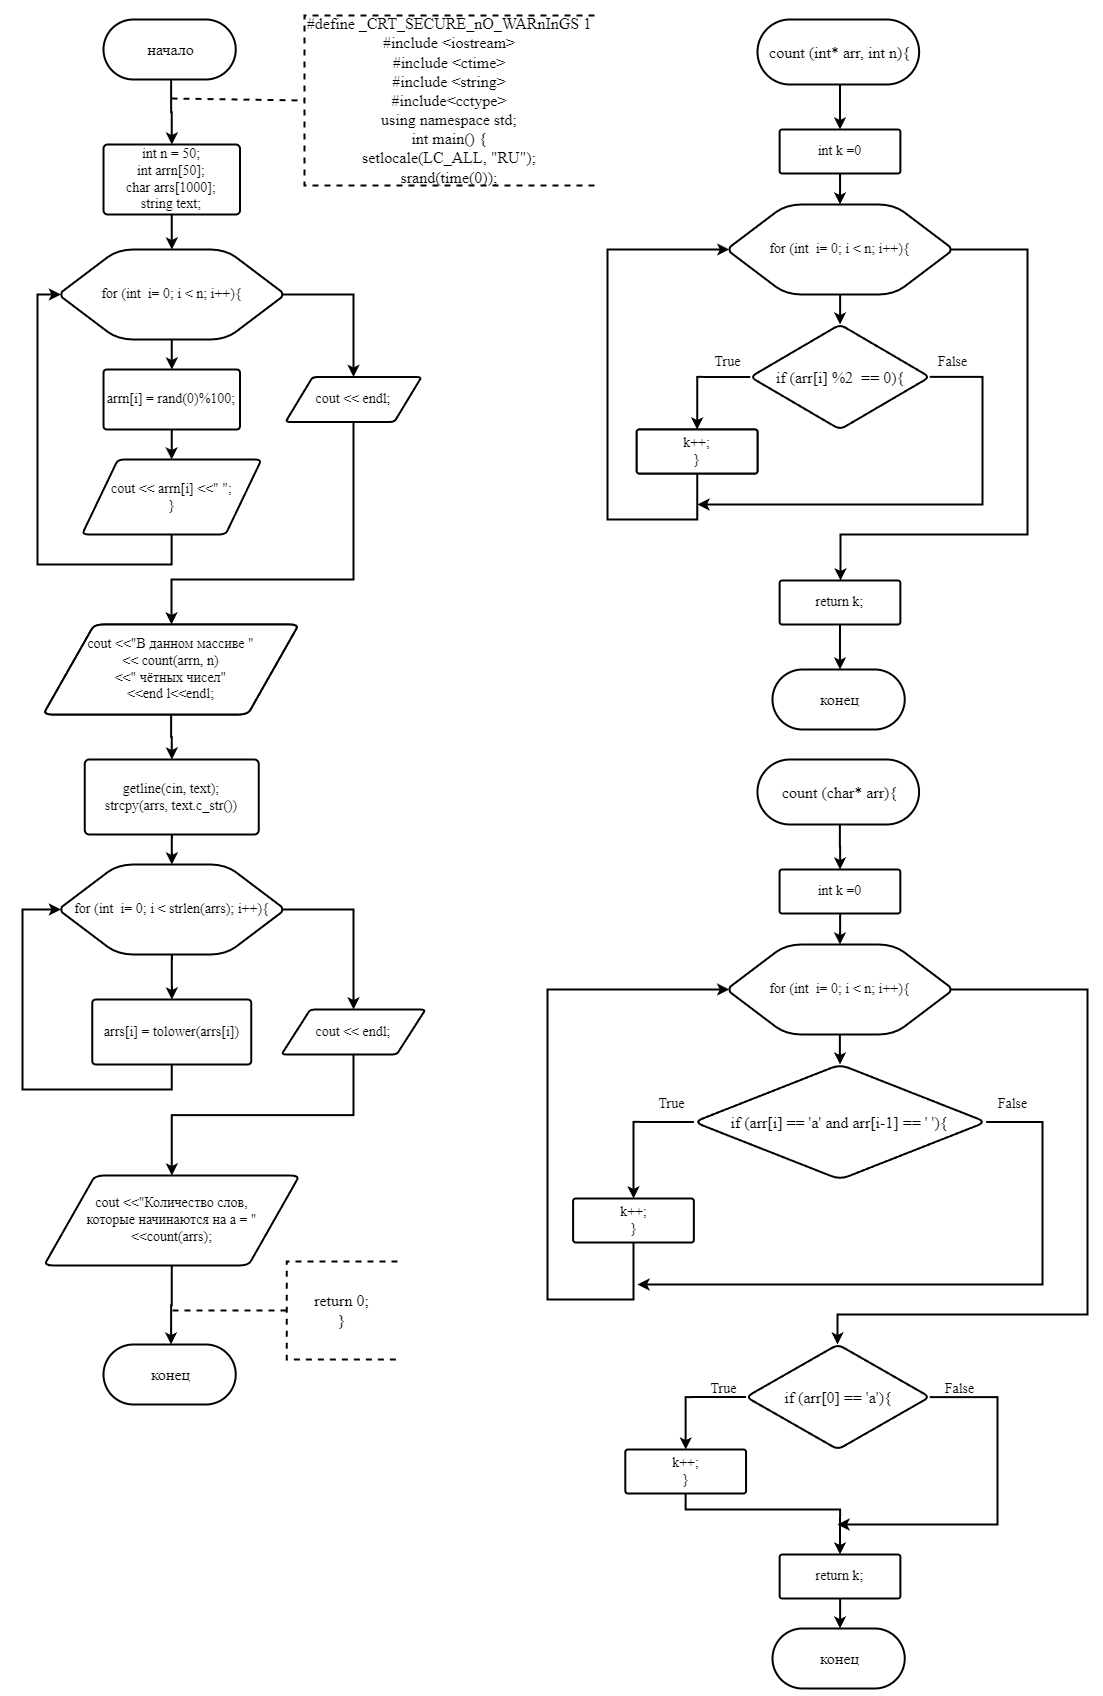 начало
#define _CRT_SECURE_nO_WARnInGS 1
#include <iostream>
#include <ctime>
#include <string>
#include<cctype>
using namespace std;
int main() {
setlocale(LC_ALL, "RU");
srand(time(0));
int n = 50;
int arrn[50];
char arrs[1000];
string text;
for (int  i= 0; i < n; i++){
arrn[i] = rand(0)%100;
cout << endl;
cout << arrn[i] <<" ";
}
cout <<"В данном массиве "
<< count(arrn, n)
<<" чётных чисел"
<<end l<<endl;
getline(cin, text);
strcpy(arrs, text.c_str())
for (int  i= 0; i < strlen(arrs); i++){
arrs[i] = tolower(arrs[i])
cout << endl;
cout <<"Количество слов,
которые начинаются на а = "
<<count(arrs);
return 0;
}
конец
count (int* arr, int n){
int k =0
for (int  i= 0; i < n; i++){
True
False
if (arr[i] %2  == 0){
k++;
}
return k;
конец
count (char* arr){
int k =0
for (int  i= 0; i < n; i++){
True
False
if (arr[i] == 'a' and arr[i-1] == ' '){
k++;
}
True
False
if (arr[0] == 'a'){
k++;
}
return k;
конец